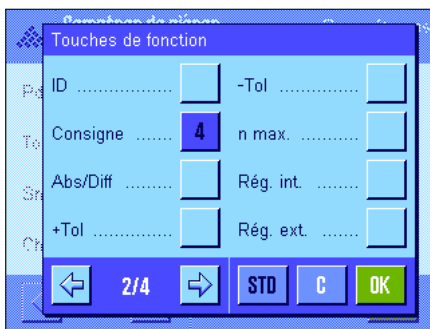 Touches de fonction
ID ................
-Tol ................
Consigne ....... 4
n max. ...........
Abs/Diff ..........
Rég. int. .......
+Tol ................
Rég. ext. ......
2/4
STD
C
OK